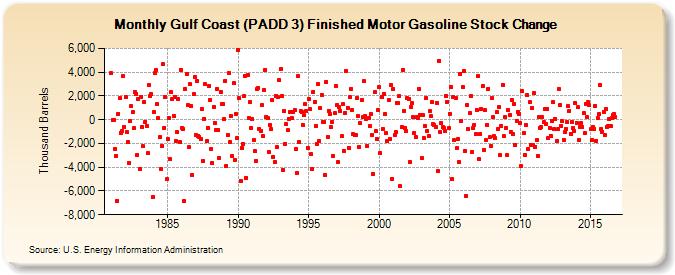 Monthly Gulf Coast (PADD 3) Finished Motor Gasoline Stock Change
Thousand Barrels
6,000
4,000
2,000
0
-2,000
-4,000
-6,000
-8,000
1985 1990 1995 2000 2005 2010 2015
Source: U.S. Energy Information Administration